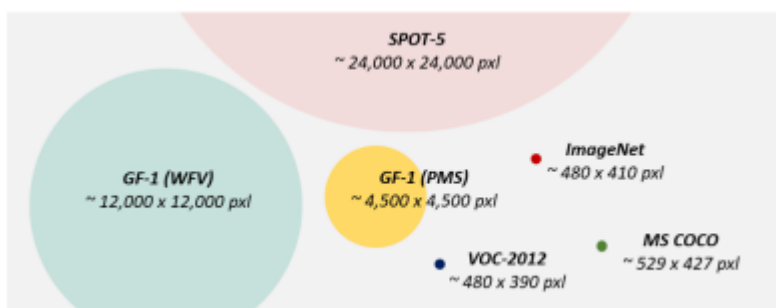 SPOT-5
~ 24,000 x 24,000 pxl
GF-1 (WFV)
~ 12,000 x 12,000 pxl
GF-1 (PMS)
~ 4,500 x 4,500 pxl
ImageNet
~ 480 x 410 pxl
VOC-2012
~ 480 x 390 pxl
MS COCO
~ 529 x 427 pxl